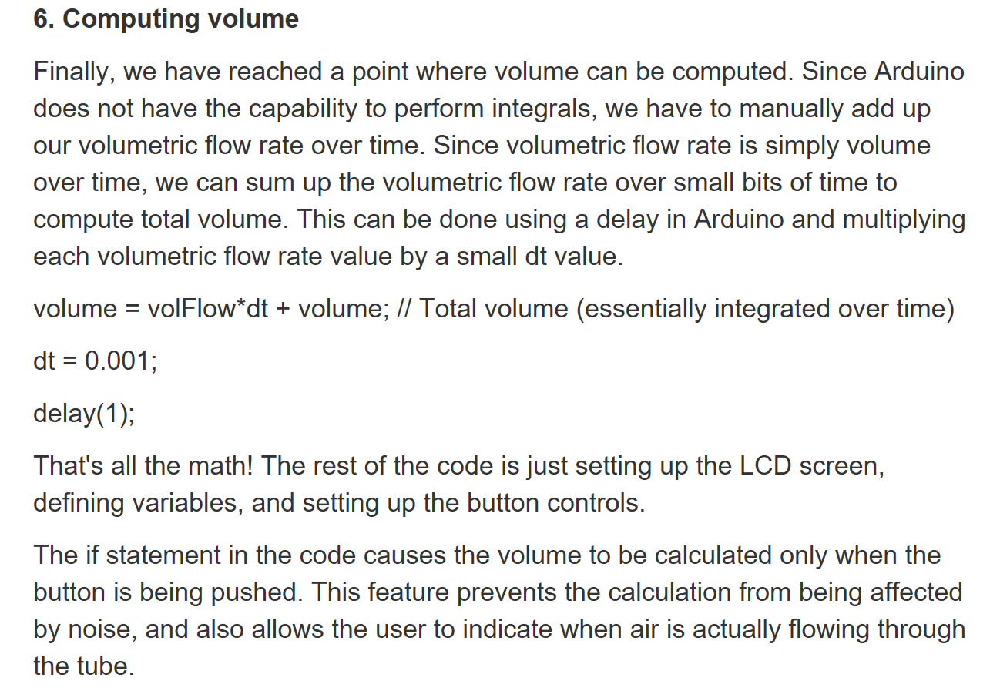 6. Computing volume
Finally, we have reached a point where volume can be computed. Since Arduino
does not have the capability to perform integrals, we have to manually add up
our volumetric flow rate over time. Since volumetric flow rate is simply volume
over time, we can sum up the volumetric flow rate over small bits of time to
compute total volume. This can be done using a delay in Arduino and multiplying
each volumetric flow rate value by a small dt value.
volume = volFlow*dt + volume; // Total volume (essentially integrated over time)
dt = 0.001;
delay(1);
That's all the math! The rest of the code is just setting up the LCD screen,
defining variables, and setting up the button controls.
The if statement in the code causes the volume to be calculated only when the
button is being pushed. This feature prevents the calculation from being affected
by noise, and also allows the user to indicate when air is actually flowing through
the tube.